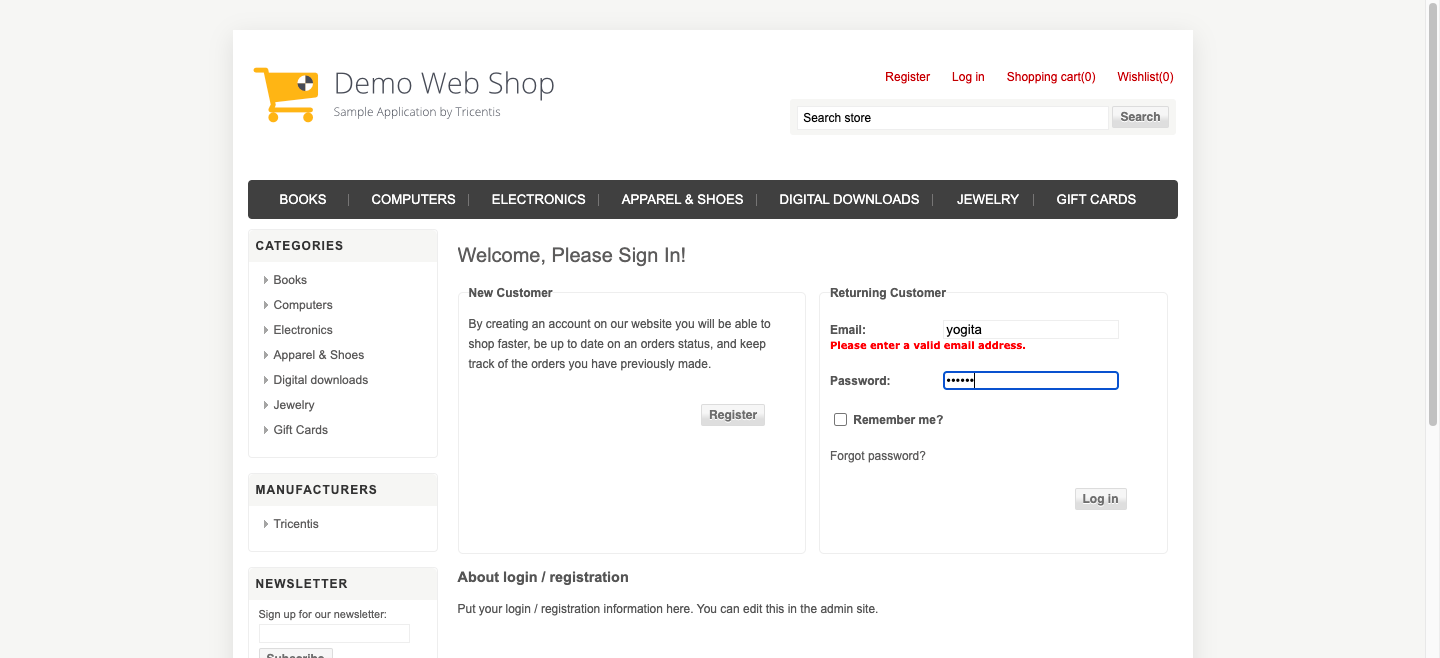 Demo Web Shop
Sample Application by Tricentis
Register Log in Shopping cart(0) Wishlist(0)
Search store Search
BOOKS COMPUTERS ELECTRONICS APPAREL & SHOES DIGITAL DOWNLOADS JEWELRY GIFT CARDS
CATEGORIES
Books
Computers
Electronics
Apparel & Shoes
Digital downloads
Jewelry
Gift Cards
MANUFACTURERS
Tricentis
NEWSLETTER
Sign up for our newsletter:
Subscribe
Welcome, Please Sign In!
New Customer
By creating an account on our website you will be able to
shop faster, be up to date on an orders status, and keep
track of the orders you have previously made.
Register
Returning Customer
Email: yogita
Please enter a valid email address.
Password: ••••••
Remember me?
Forgot password?
Log in
About login / registration
Put your login / registration information here. You can edit this in the admin site.